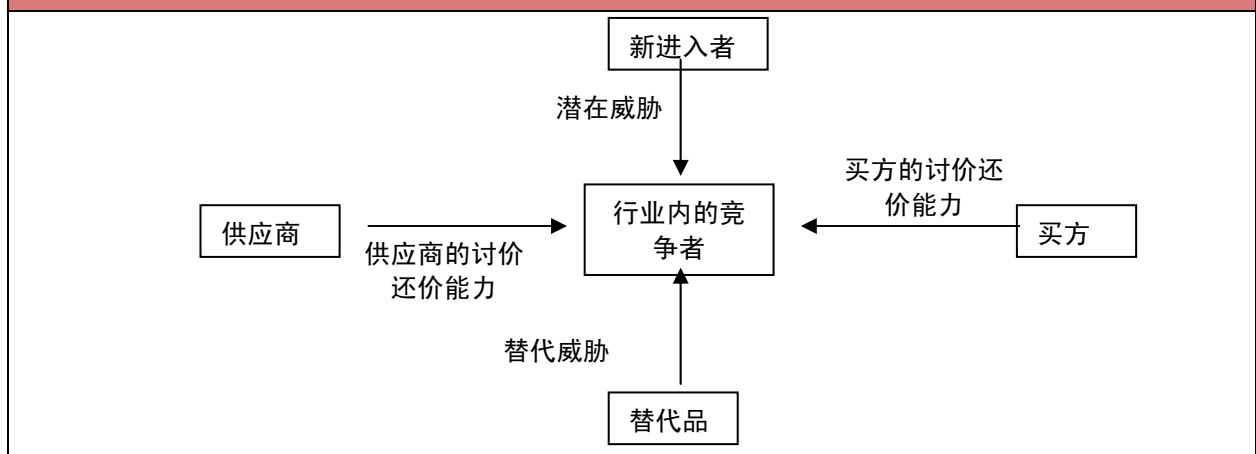 新进入者
潜在威胁
买方的讨价还
价能力
行业内的竞
争者
供应商
买方
供应商的讨价
还价能力
替代威胁
替代品